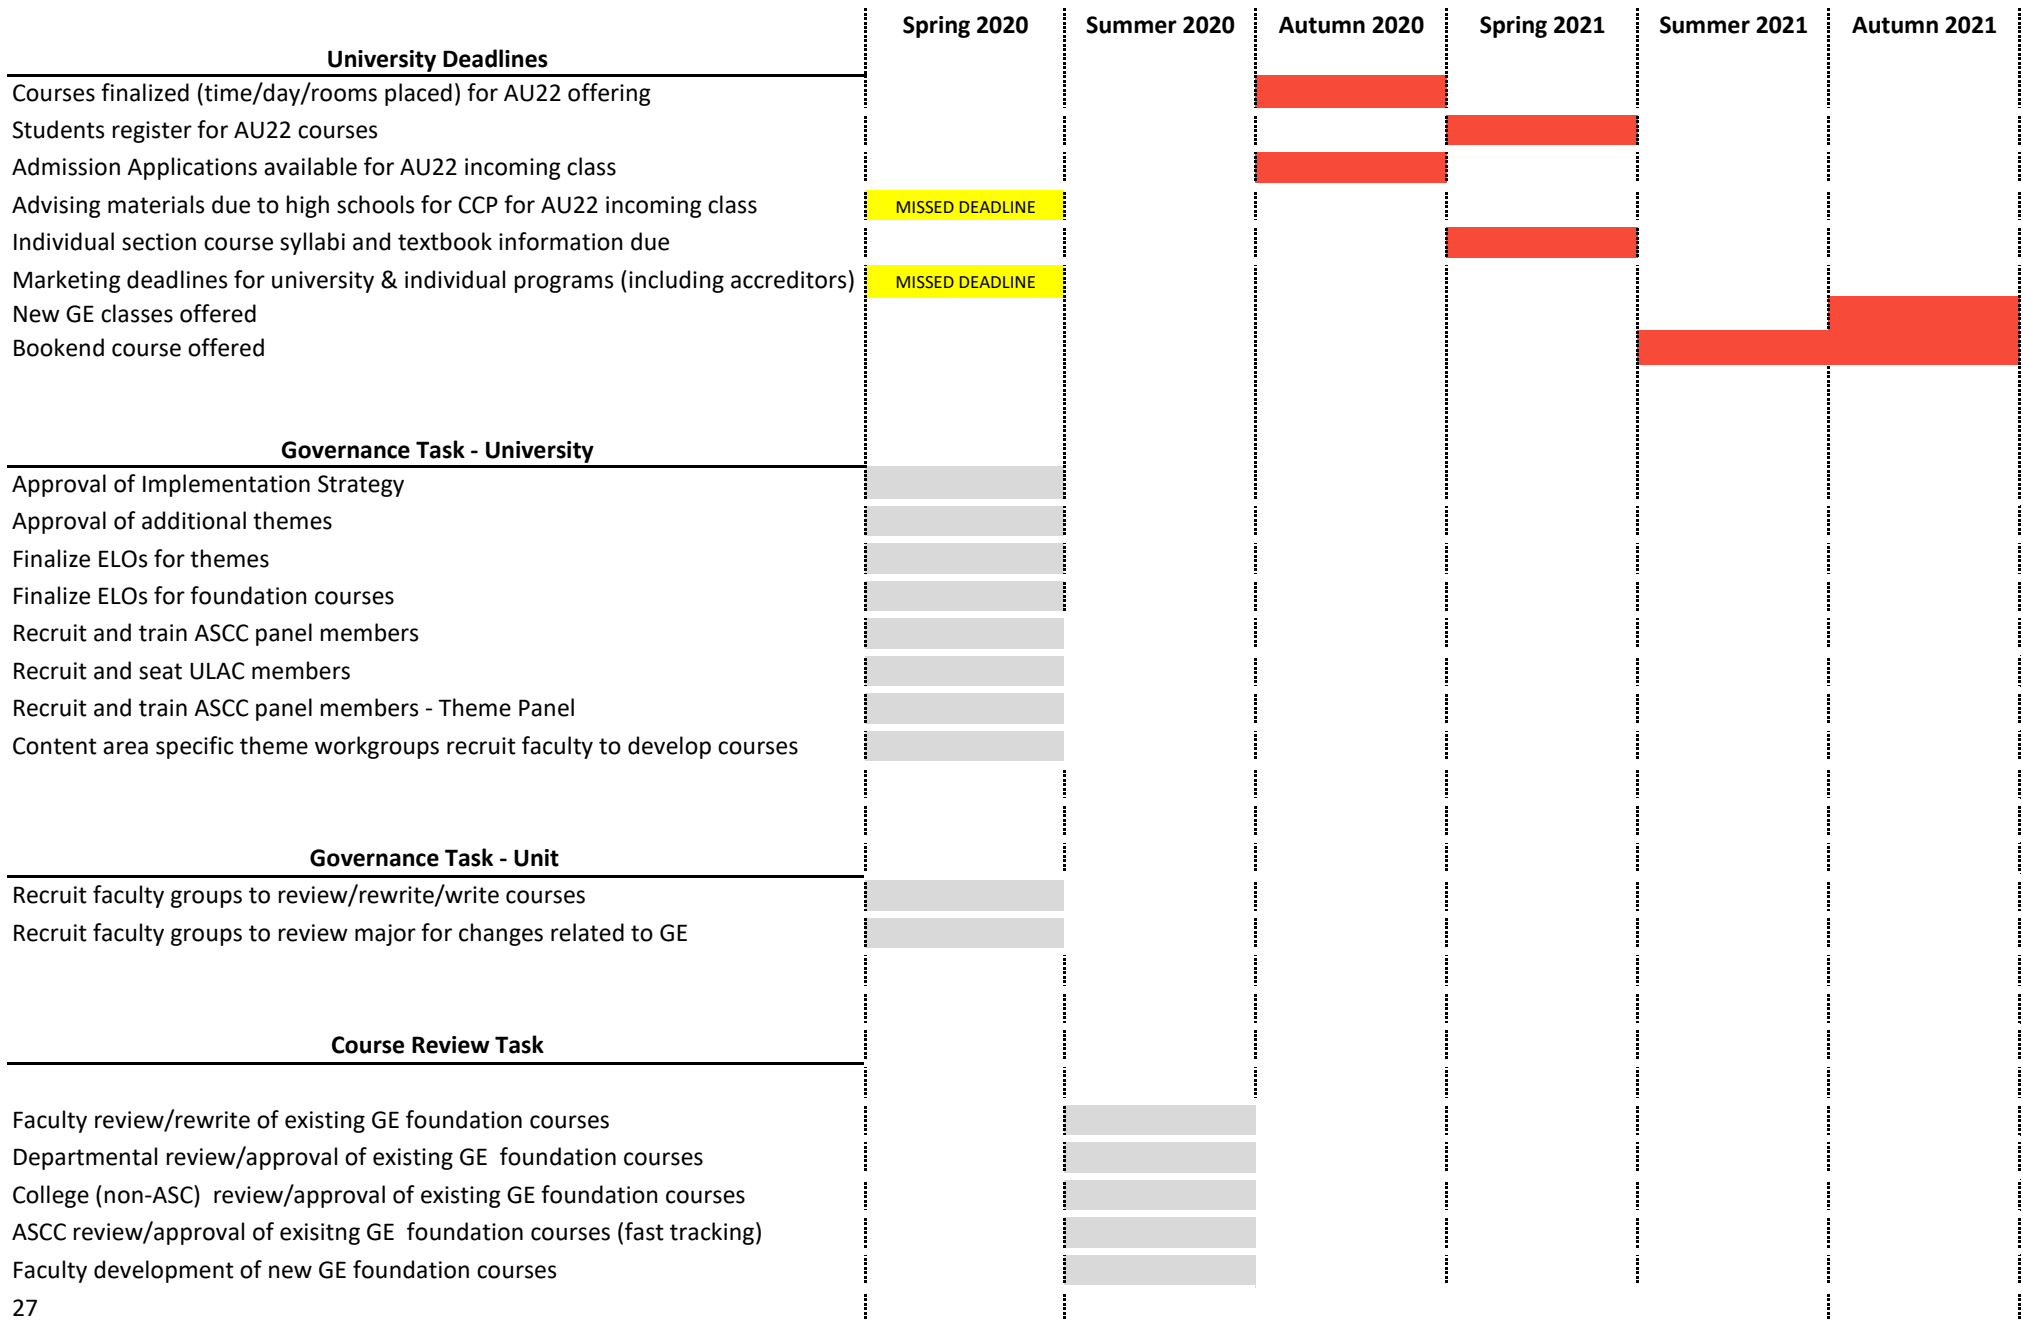 Spring 2020 Summer 2020 Autumn 2020 Spring 2021 Summer 2021 Autumn 2021
University Deadlines
Courses finalized (time/day/rooms placed) for AU22 offering
Students register for AU22 courses
Admission Applications available for AU22 incoming class
Advising materials due to high schools for CCP for AU22 incoming class MISSED DEADLINE
Individual section course syllabi and textbook information due
Marketing deadlines for university & individual programs (including accreditors) MISSED DEADLINE
New GE classes offered
Bookend course offered
Governance Task - University
Approval of Implementation Strategy
Approval of additional themes
Finalize ELOs for themes
Finalize ELOs for foundation courses
Recruit and train ASCC panel members
Recruit and seat ULAC members
Recruit and train ASCC panel members - Theme Panel
Content area specific theme workgroups recruit faculty to develop courses
Governance Task - Unit
Recruit faculty groups to review/rewrite/write courses
Recruit faculty groups to review major for changes related to GE
Course Review Task
Faculty review/rewrite of existing GE foundation courses
Departmental review/approval of existing GE  foundation courses
College (non-ASC)  review/approval of existing GE foundation courses
ASCC review/approval of exisitng GE  foundation courses (fast tracking)
Faculty development of new GE foundation courses
27